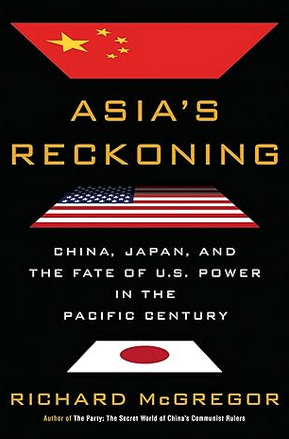 ASIA'S
RECKONING
CHINA, JAPAN, AND
THE FATE OF U.S. POWER
IN THE
PACIFIC CENTURY
RICHARD McGREGOR
Author of The Party: The Secret World of China's Communist Rulers